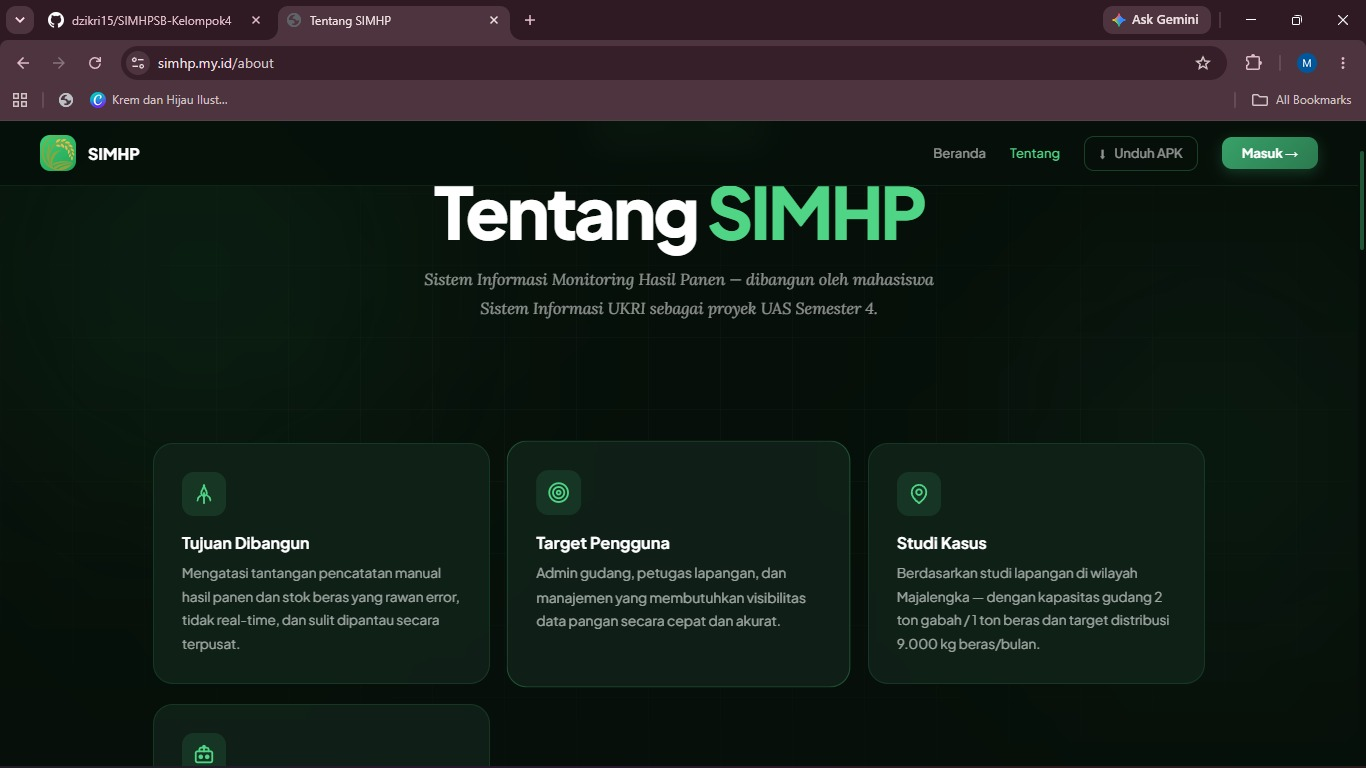 dzikri15/SIMHPSB-Kelompok4
Tentang SIMHP
Ask Gemini
simhp.my.id/about
M
Krem dan Hijau Ilust...
All Bookmarks
SIMHP
Beranda
Tentang
Unduh APK
Masuk→
Tentang SIMHP
Sistem Informasi Monitoring Hasil Panen — dibangun oleh mahasiswa
Sistem Informasi UKRI sebagai proyek UAS Semester 4.
Tujuan Dibangun
Mengatasi tantangan pencatatan manual
hasil panen dan stok beras yang rawan error,
tidak real-time, dan sulit dipantau secara
terpusat.
Target Pengguna
Admin gudang, petugas lapangan, dan
manajemen yang membutuhkan visibilitas
data pangan secara cepat dan akurat.
Studi Kasus
Berdasarkan studi lapangan di wilayah
Majalengka — dengan kapasitas gudang 2
ton gabah / 1 ton beras dan target distribusi
9.000 kg beras/bulan.